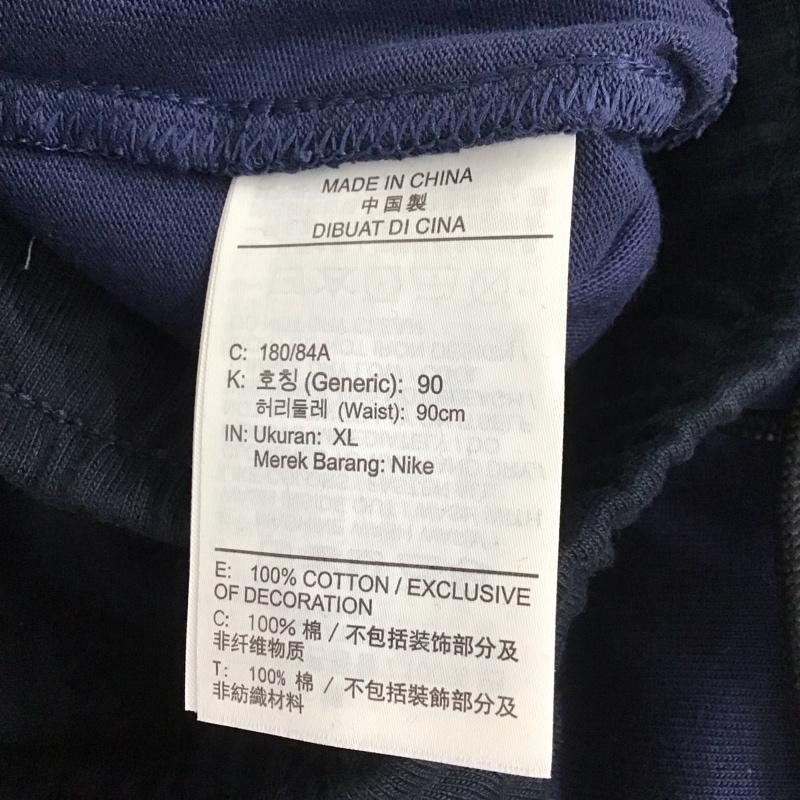 MADE IN CHINA
中国製
DIBUAT DI CINA
C: 180/84A
K: 호칭 (Generic): 90
허리둘레 (Waist): 90cm
IN: Ukuran: XL
Merek Barang: Nike
E: 100% COTTON / EXCLUSIVE
OF DECORATION
C: 100% 棉 / 不包括装饰部分及
非纤维物质
T: 100% 棉 / 不包括裝飾部分及
非紡織材料